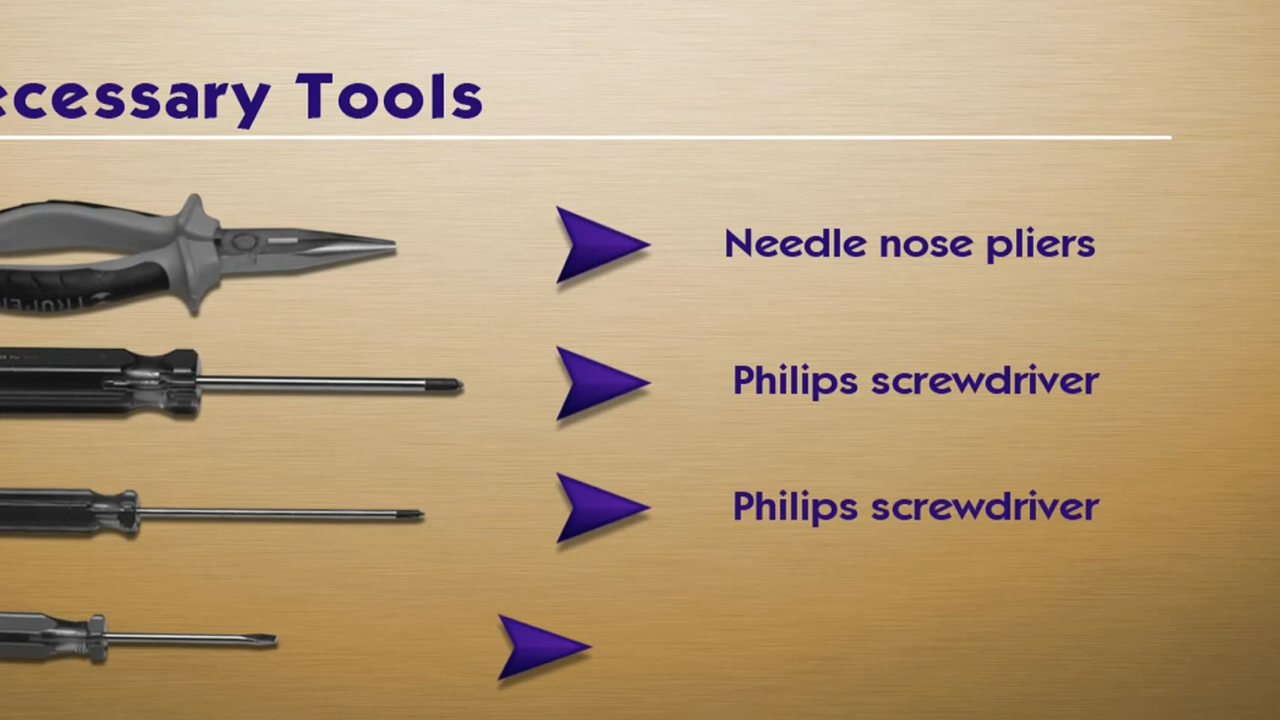 ecessary Tools
Needle nose pliers
Philips screwdriver
Philips screwdriver